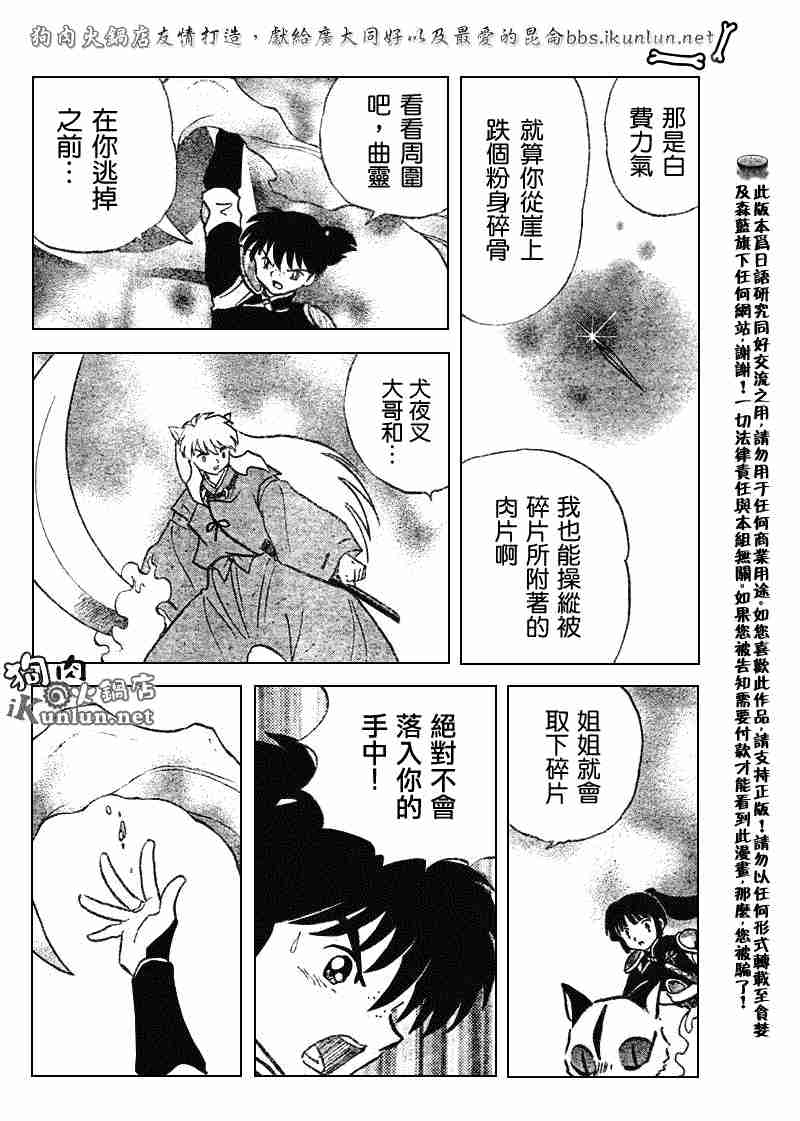 狗肉火鍋店友情打造，獻給廣大同好以及最愛的昆侖bbs.ikunlun.net
那是白
費力氣
就算你從崖上
跌個粉身碎骨
我也能操縱被
碎片所附著的
肉片啊
看看周圍
吧，曲靈
在你逃掉
之前…
犬夜叉
大哥和…
姐姐就會
取下碎片
絕對不會
落入你的
手中！
狗肉
火鍋店
iKunlun.net
此版本爲日語研究同好交流之用，請勿用于任何商業用途。如您喜歡此作品，請支持正版！請勿以任何形式轉載至貪婪
及森藍旗下任何網站，謝謝！一切法律責任與本組無關。如果您被告知需要付款才能看到此漫畫，那麼，您被騙了！